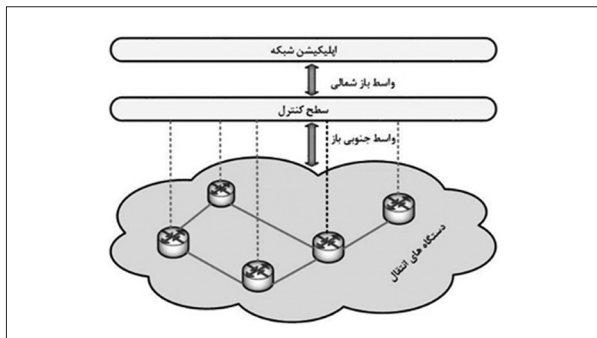 اپلیکیشن شبکه
واسط باز شمالی
سطح کنترل
واسط جنوبی باز
دستگاه های انتقال